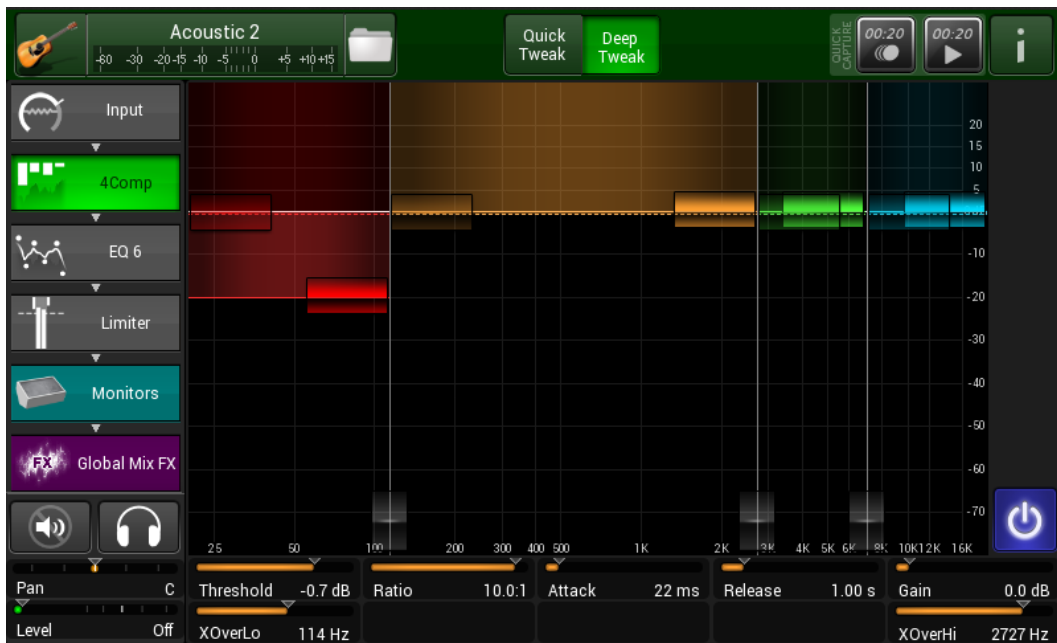 Acoustic 2
-60 -30 -20 -15 -10 -5 0 +5 +10 +15
Quick Tweak
Deep Tweak
QUICK CAPTURE
00:20
00:20
i
Input
4Comp
EQ 6
Limiter
Monitors
FX Global Mix FX
20
15
10
5
-10
-20
-30
-40
-50
-60
-70
25 50 100 200 300 400 500 1K 2K 3K 4K 5K 6K 8K 10K 12K 16K
Pan C
Level Off
Threshold -0.7 dB
Ratio 10.0:1
Attack 22 ms
Release 1.00 s
Gain 0.0 dB
XOverLo 114 Hz
XOverHi 2727 Hz